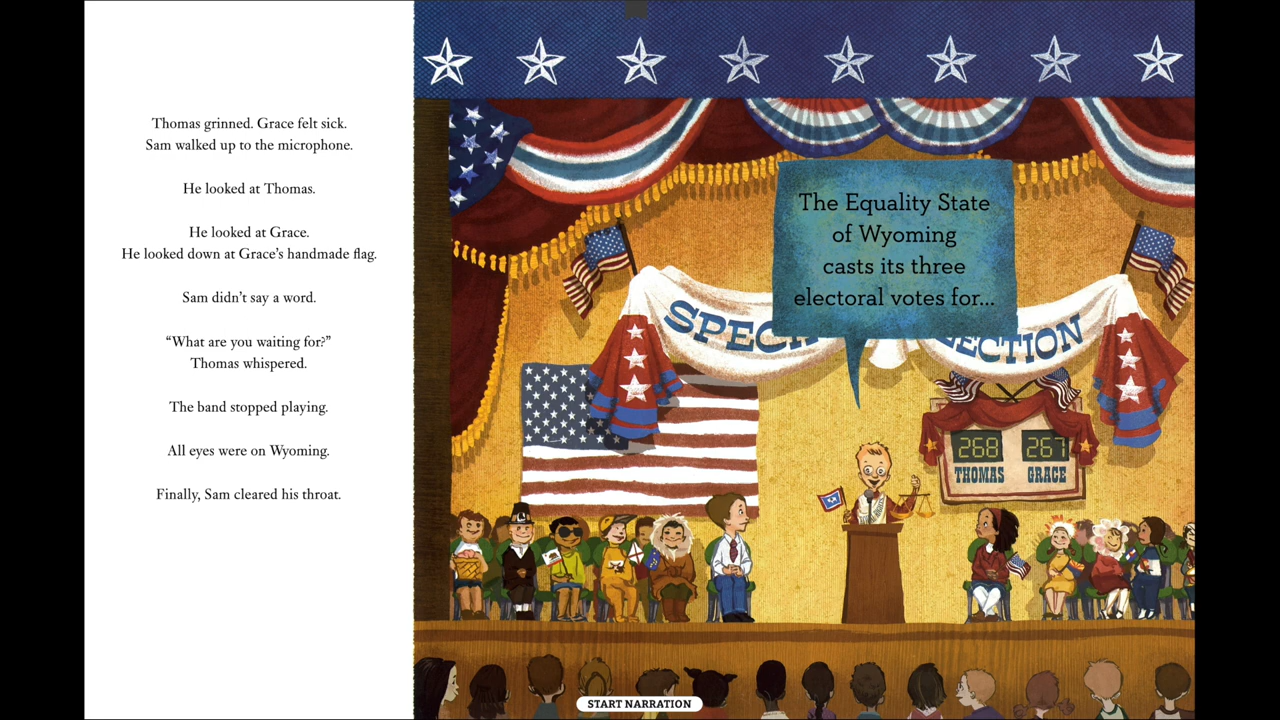 Thomas grinned. Grace felt sick.
Sam walked up to the microphone.
He looked at Thomas.
He looked at Grace.
He looked down at Grace’s handmade flag.
Sam didn’t say a word.
“What are you waiting for?”
Thomas whispered.
The band stopped playing.
All eyes were on Wyoming.
Finally, Sam cleared his throat.
The Equality State
of Wyoming
casts its three
electoral votes for...
268 267
THOMAS GRACE
START NARRATION